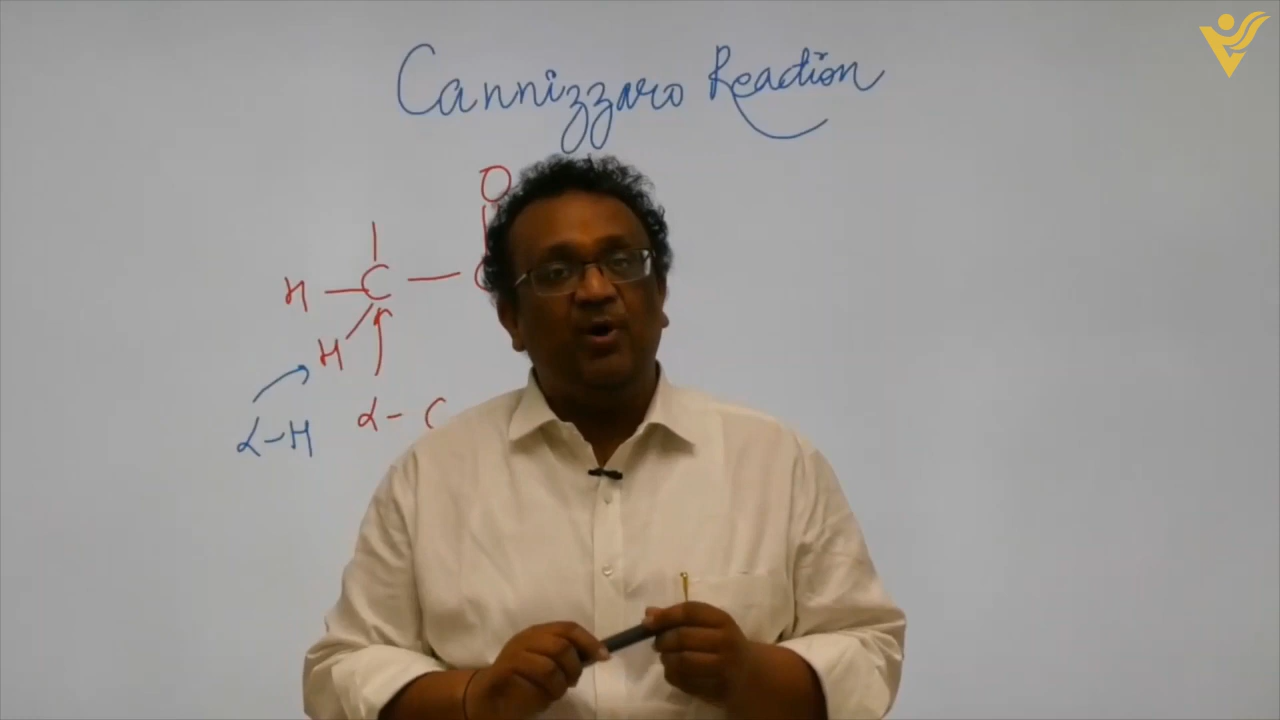 Cannizzaro Reaction
O
H — C — C
H
α-H
α-C